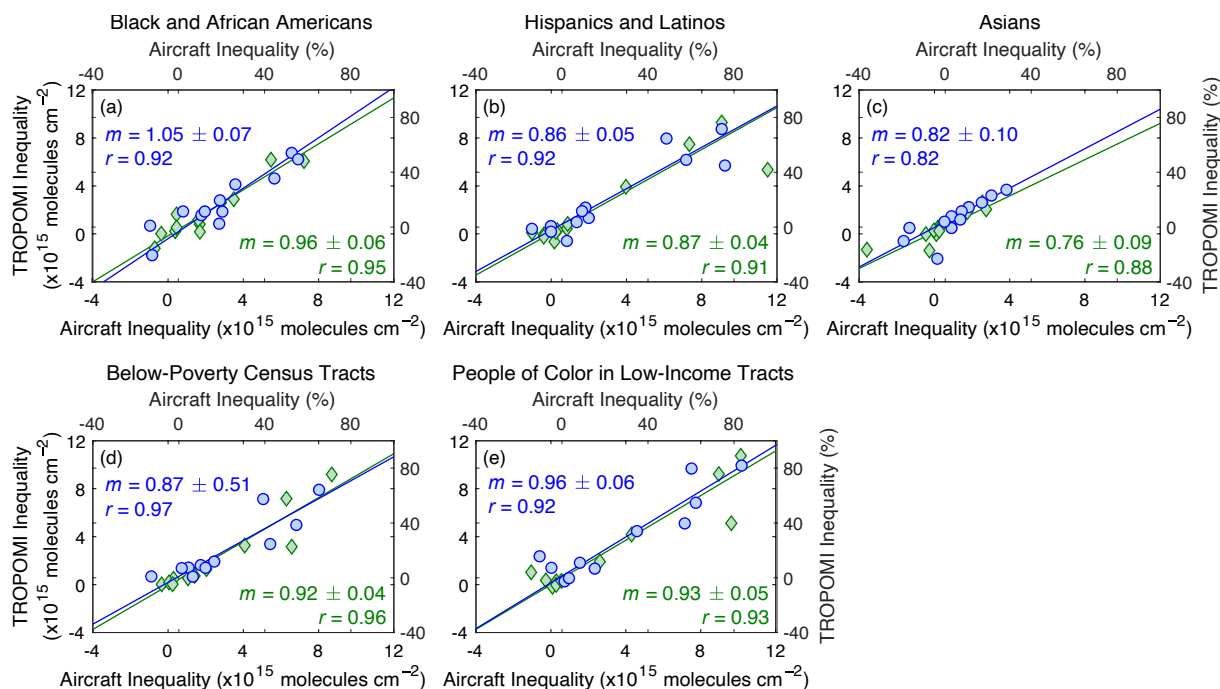 Black and African Americans
Aircraft Inequality (%)
-40 0 40 80
TROPOMI Inequality
(x10^15 molecules cm^−2)
12
8
4
0
-4
(a)
m = 1.05 ± 0.07
r = 0.92
m = 0.96 ± 0.06
r = 0.95
80
40
0
-40
-4 0 4 8 12
Aircraft Inequality (x10^15 molecules cm^−2)
Hispanics and Latinos
Aircraft Inequality (%)
-40 0 40 80
12
8
4
0
-4
(b)
m = 0.86 ± 0.05
r = 0.92
m = 0.87 ± 0.04
r = 0.91
80
40
0
-40
-4 0 4 8 12
Aircraft Inequality (x10^15 molecules cm^−2)
Asians
Aircraft Inequality (%)
-40 0 40 80
12
8
4
0
-4
(c)
m = 0.82 ± 0.10
r = 0.82
m = 0.76 ± 0.09
r = 0.88
80
40
0
-40
TROPOMI Inequality (%)
-4 0 4 8 12
Aircraft Inequality (x10^15 molecules cm^−2)
Below-Poverty Census Tracts
Aircraft Inequality (%)
-40 0 40 80
TROPOMI Inequality
(x10^15 molecules cm^−2)
12
8
4
0
-4
(d)
m = 0.87 ± 0.51
r = 0.97
m = 0.92 ± 0.04
r = 0.96
80
40
0
-40
-4 0 4 8 12
Aircraft Inequality (x10^15 molecules cm^−2)
People of Color in Low-Income Tracts
Aircraft Inequality (%)
-40 0 40 80
12
8
4
0
-4
(e)
m = 0.96 ± 0.06
r = 0.92
m = 0.93 ± 0.05
r = 0.93
80
40
0
-40
TROPOMI Inequality (%)
-4 0 4 8 12
Aircraft Inequality (x10^15 molecules cm^−2)